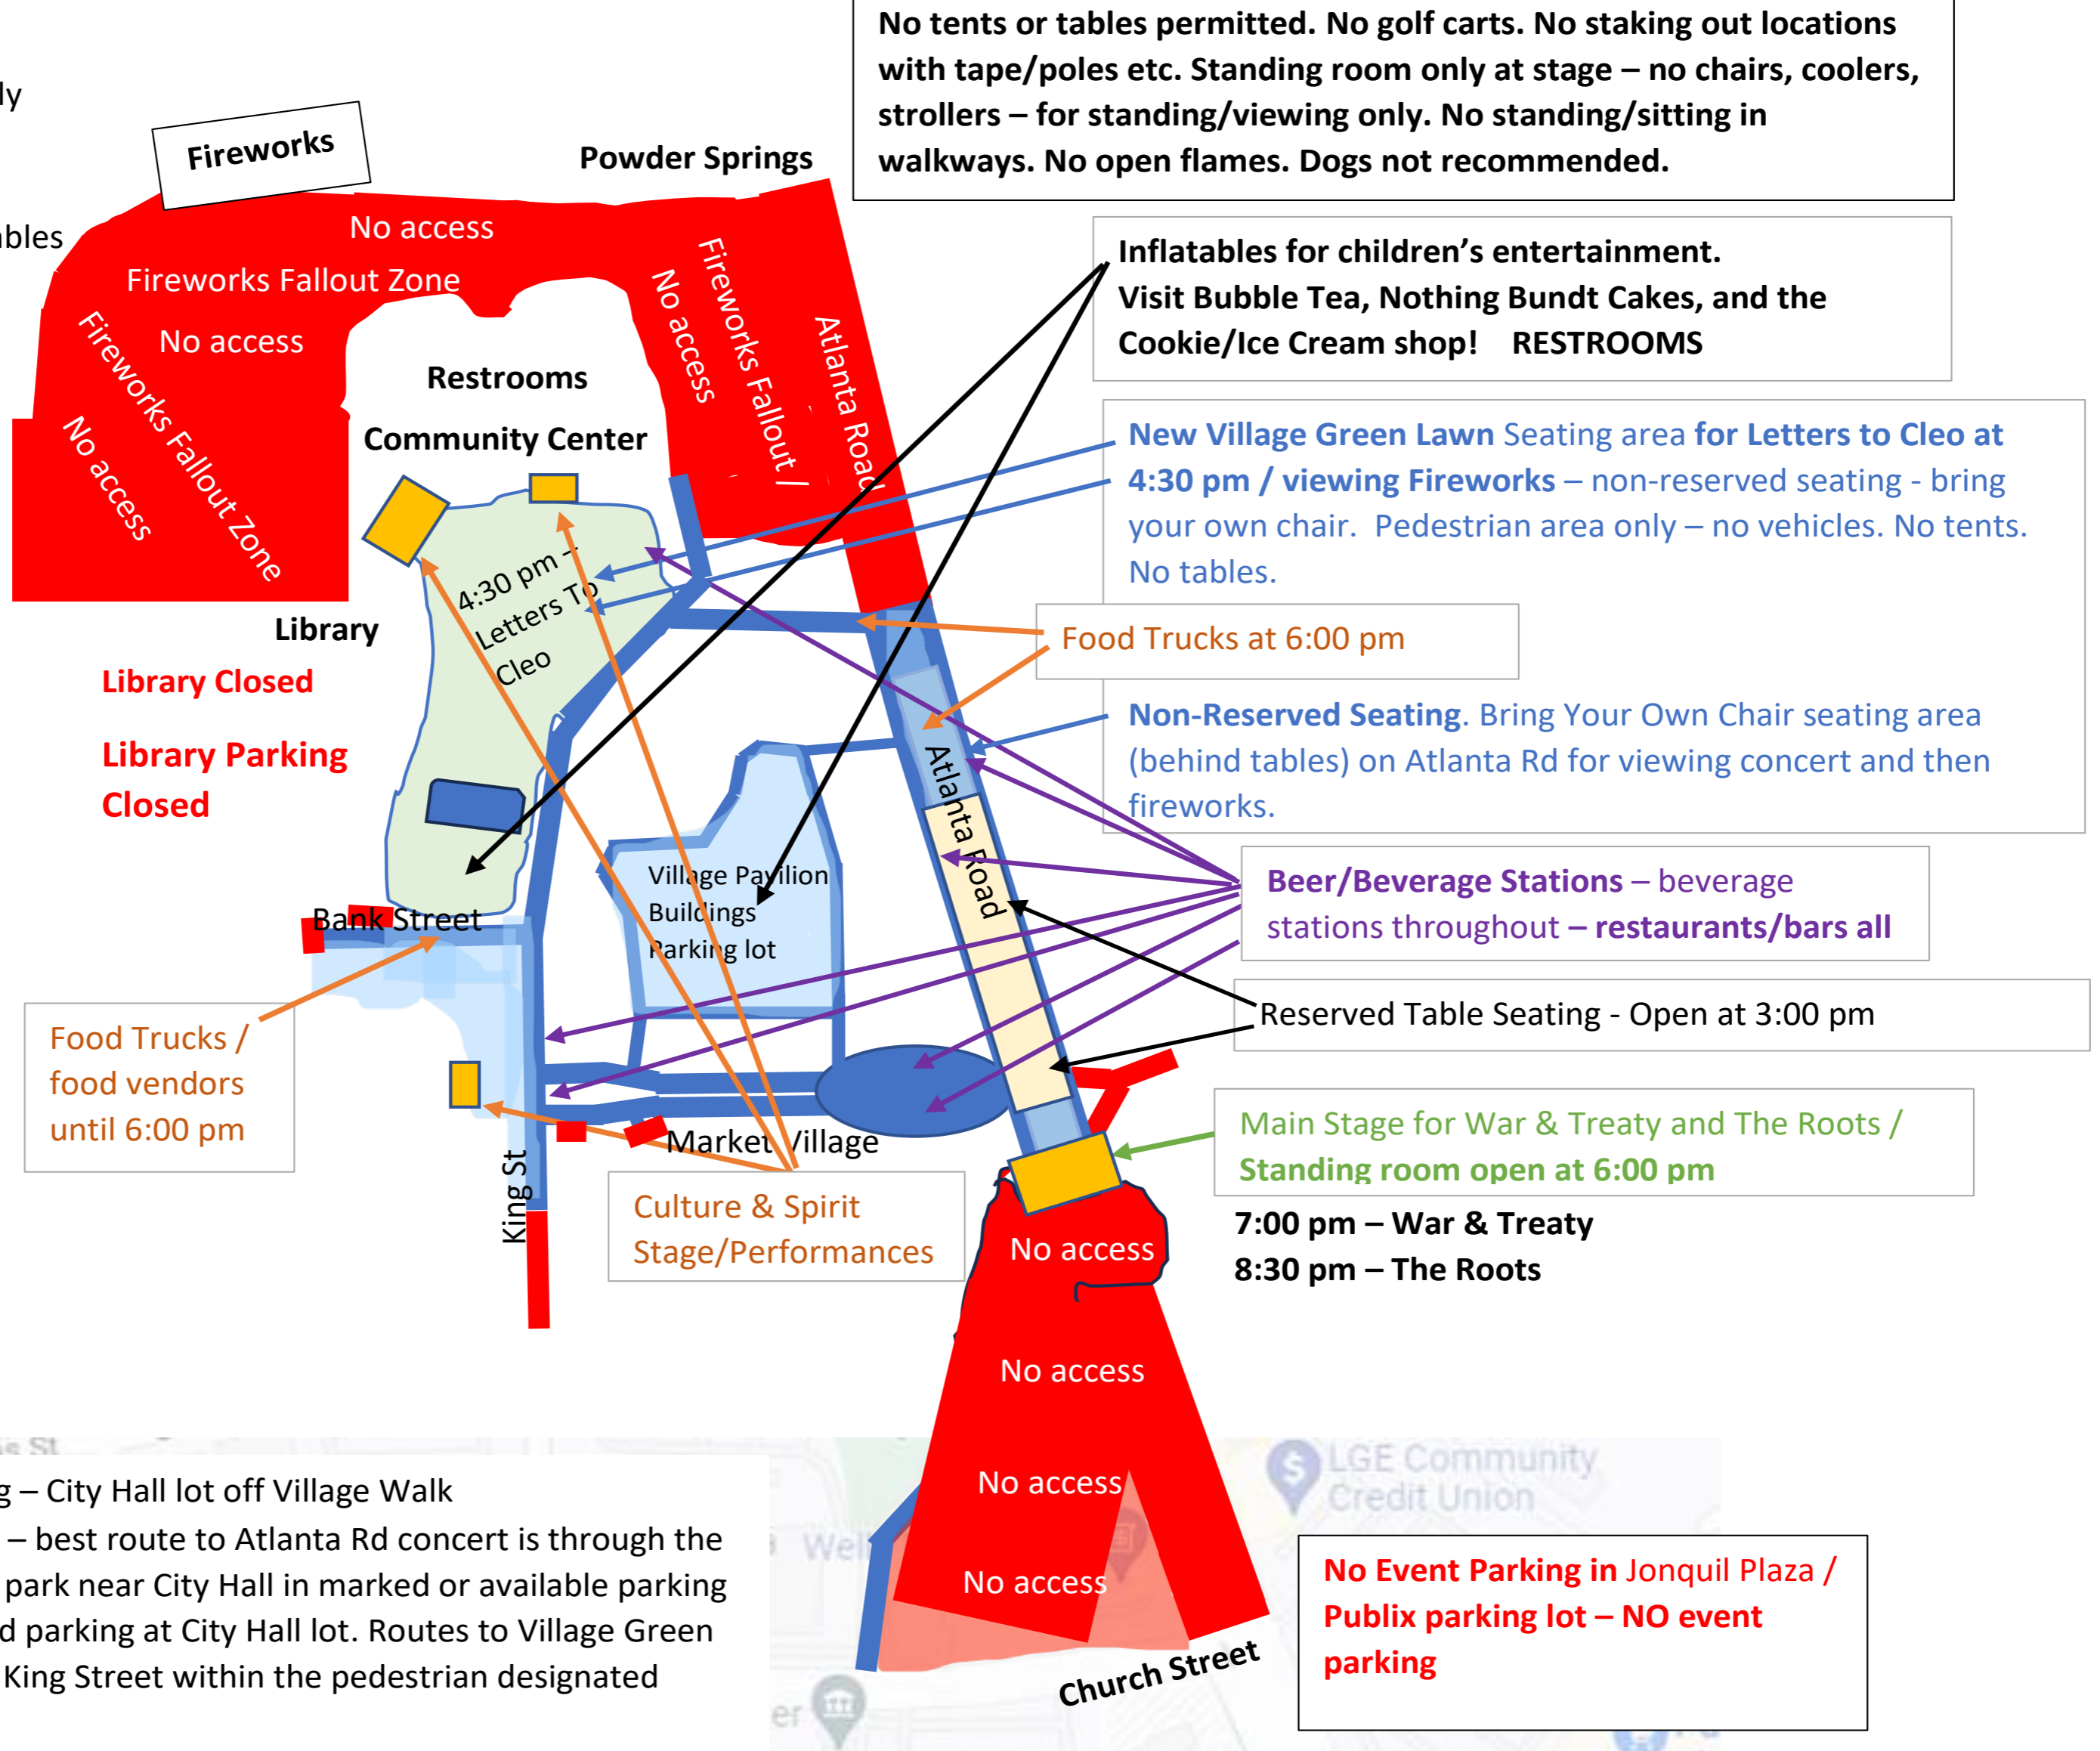 No tents or tables permitted. No golf carts. No staking out locations
with tape/poles etc. Standing room only at stage – no chairs, coolers,
strollers – for standing/viewing only. No standing/sitting in
walkways. No open flames. Dogs not recommended.
ly
Fireworks
Powder Springs
ables
No access
Fireworks Fallout Zone
No access
Fireworks Fallout Zone
No access
No access
Fireworks Fallout /
Atlanta Road
Inflatables for children’s entertainment.
Visit Bubble Tea, Nothing Bundt Cakes, and the
Cookie/Ice Cream shop! RESTROOMS
Restrooms
Community Center
New Village Green Lawn Seating area for Letters to Cleo at
4:30 pm / viewing Fireworks – non-reserved seating - bring
your own chair. Pedestrian area only – no vehicles. No tents.
No tables.
4:30 pm –
Letters To
Cleo
Library
Library Closed
Library Parking
Closed
Food Trucks at 6:00 pm
Non-Reserved Seating. Bring Your Own Chair seating area
(behind tables) on Atlanta Rd for viewing concert and then
fireworks.
Atlanta Road
Village Pavilion
Buildings
Parking lot
Beer/Beverage Stations – beverage
stations throughout – restaurants/bars all
Bank Street
Reserved Table Seating - Open at 3:00 pm
Food Trucks /
food vendors
until 6:00 pm
Market Village
King St
Main Stage for War & Treaty and The Roots /
Standing room open at 6:00 pm
7:00 pm – War & Treaty
8:30 pm – The Roots
Culture & Spirit
Stage/Performances
No access
No access
No access
No access
Church Street
g – City Hall lot off Village Walk
– best route to Atlanta Rd concert is through the
park near City Hall in marked or available parking
d parking at City Hall lot. Routes to Village Green
King Street within the pedestrian designated
LGE Community
Credit Union
No Event Parking in Jonquil Plaza /
Publix parking lot – NO event
parking